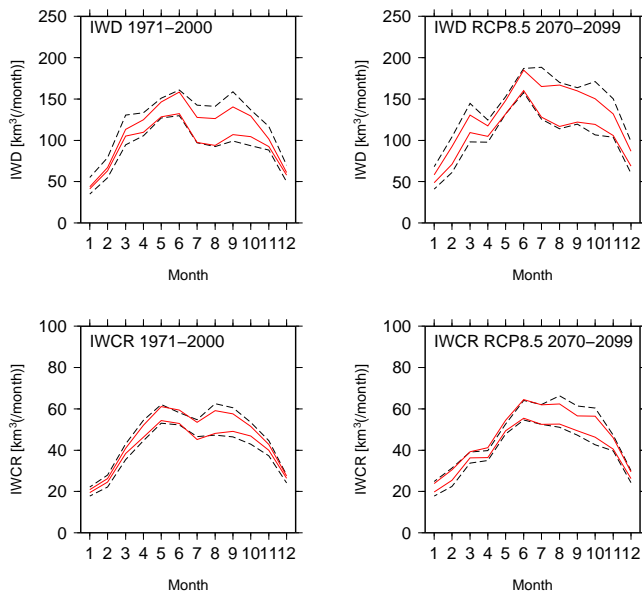 IWD 1971−2000
250
200
150
100
50
0
IWD [km³(/month)]
1 2 3 4 5 6 7 8 9 10 11 12
Month
IWD RCP8.5 2070−2099
250
200
150
100
50
0
IWD [km³(/month)]
1 2 3 4 5 6 7 8 9 10 11 12
Month
IWCR 1971−2000
100
80
60
40
20
0
IWCR [km³(/month)]
1 2 3 4 5 6 7 8 9 10 11 12
Month
IWCR RCP8.5 2070−2099
100
80
60
40
20
0
IWCR [km³(/month)]
1 2 3 4 5 6 7 8 9 10 11 12
Month